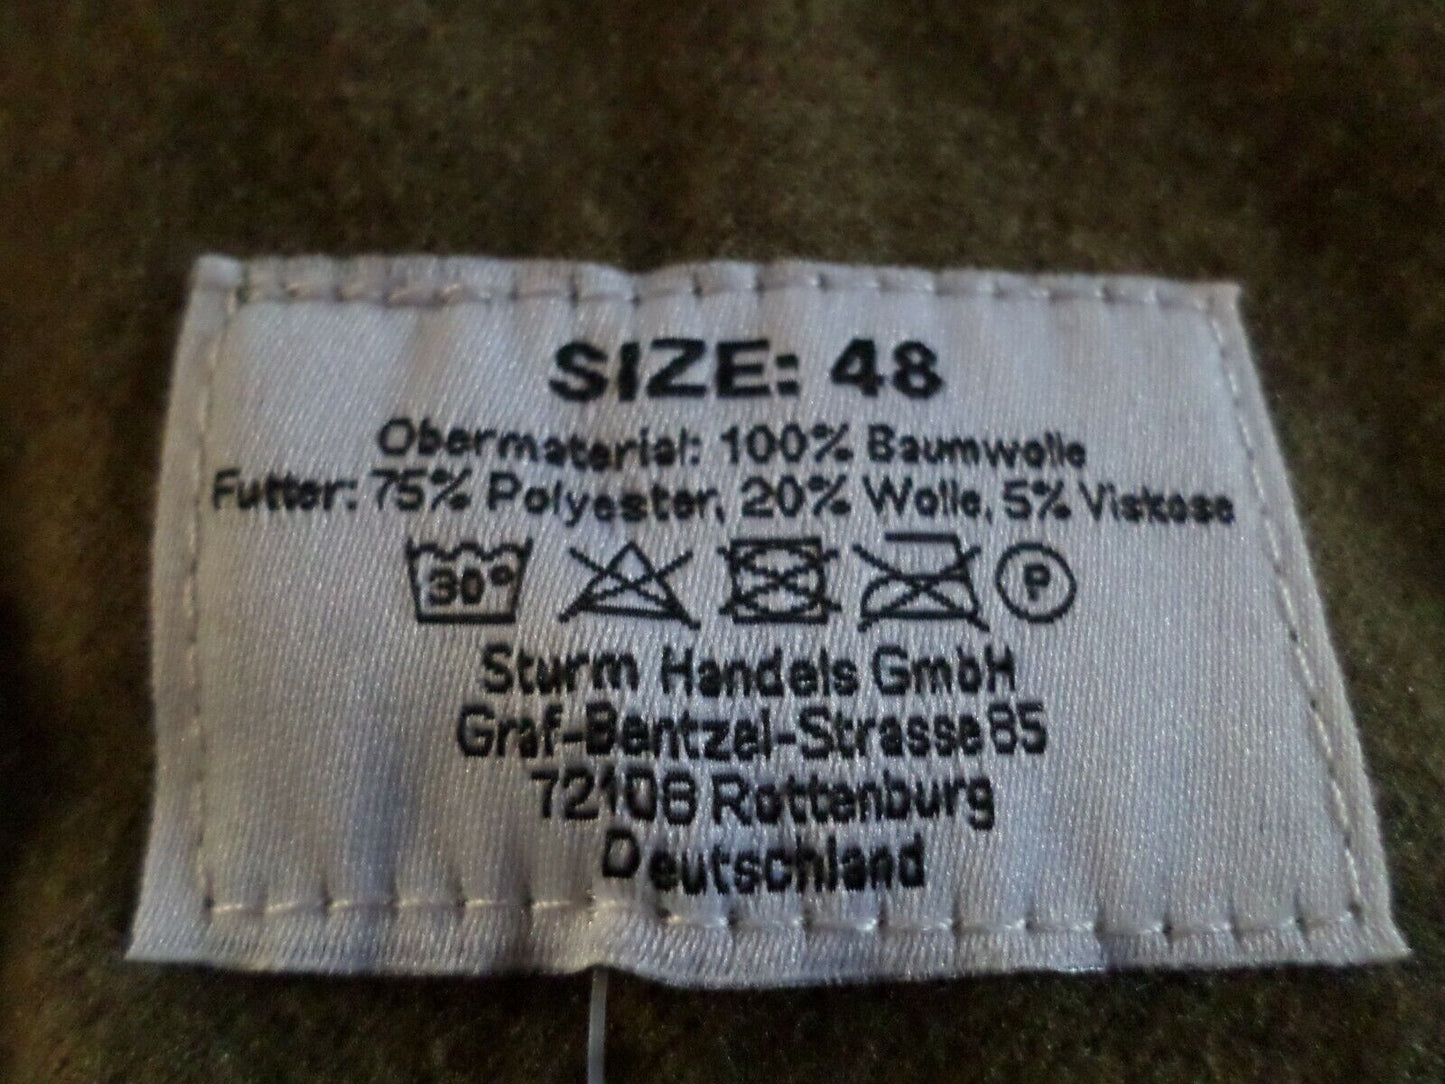 SIZE: 48
Obermaterial: 100% Baumwolle
Futter: 75% Polyester, 20% Wolle, 5% Viskose
30° P
Sturm Handels GmbH
Graf-Bentzel-Strasse 85
72108 Rottenburg
Deutschland